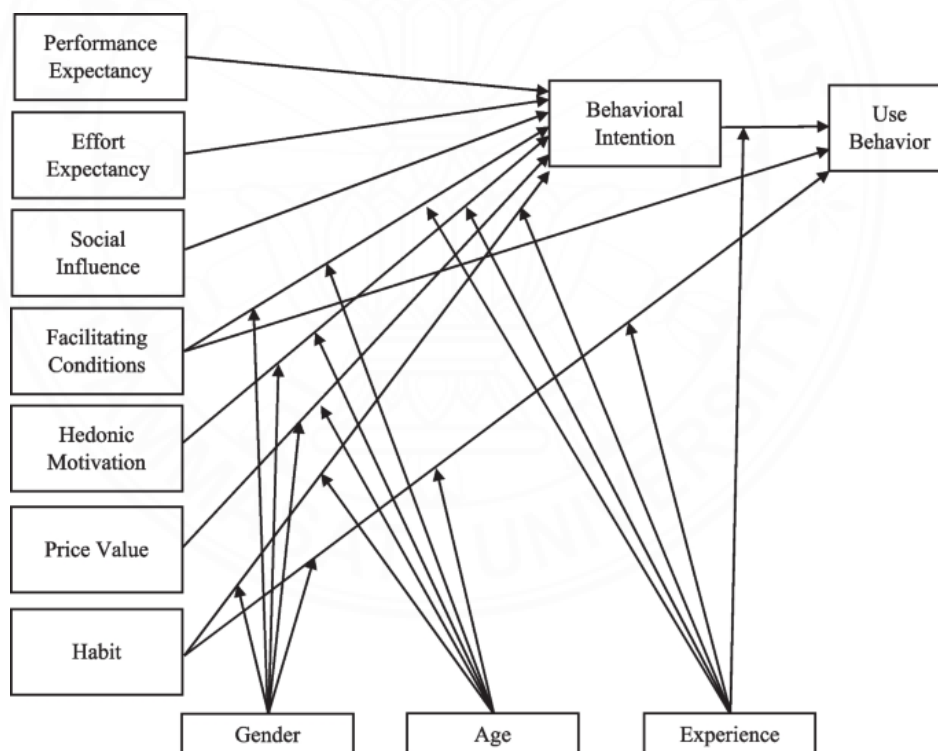 Performance
Expectancy
Behavioral
Intention
Use
Behavior
Effort
Expectancy
Social
Influence
Facilitating
Conditions
Hedonic
Motivation
Price Value
Habit
Gender
Age
Experience
UNIVERSITY